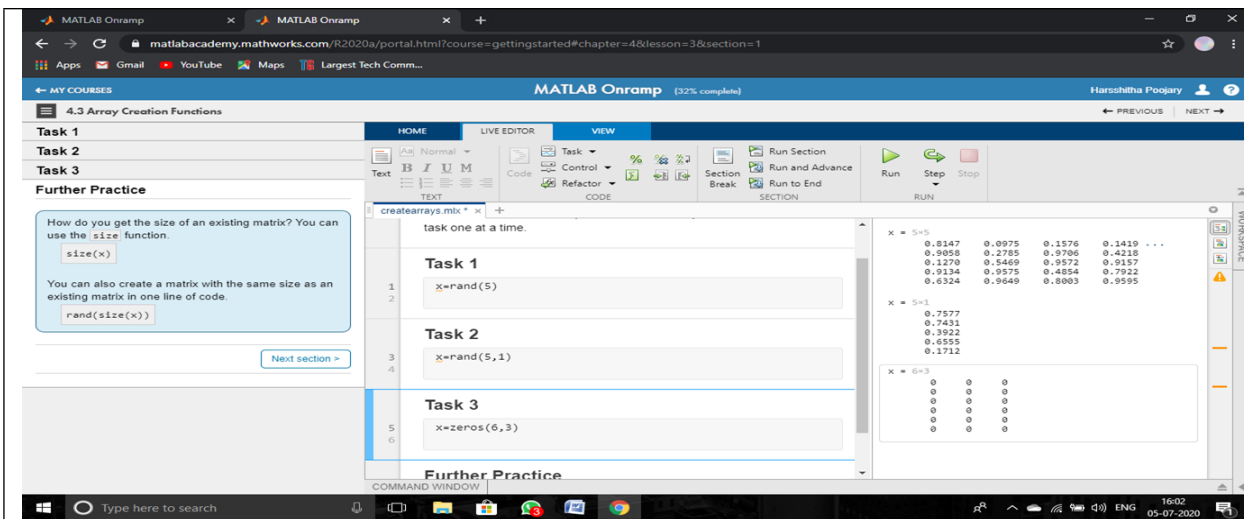 MATLAB Onramp
MATLAB Onramp
matlabacademy.mathworks.com/R2020a/portal.html?course=gettingstarted#chapter=4&lesson=3&section=1
Apps Gmail YouTube Maps Largest Tech Comm...
← MY COURSES
MATLAB Onramp (32% complete)
Harsshitha Poojary
4.3 Array Creation Functions
← PREVIOUS NEXT →
Task 1
Task 2
Task 3
Further Practice
How do you get the size of an existing matrix? You can
use the size function.
size(x)
You can also create a matrix with the same size as an
existing matrix in one line of code.
rand(size(x))
Next section >
HOME LIVE EDITOR VIEW
Text
Normal
B I U M
TEXT
Code
Task
Control
Refactor
CODE
Section
Break
Run Section
Run and Advance
Run to End
SECTION
Run Step Stop
RUN
createarrays.mlx * × +
task one at a time.
Task 1
1 x=rand(5)
2
Task 2
3 x=rand(5,1)
4
Task 3
5 x=zeros(6,3)
6
Further Practice
COMMAND WINDOW
x = 5×5
0.8147 0.0975 0.1576 0.1419 ...
0.9058 0.2785 0.9706 0.4218
0.1270 0.5469 0.9572 0.9157
0.9134 0.9575 0.4854 0.7922
0.6324 0.9649 0.8003 0.9595
x = 5×1
0.7577
0.7431
0.3922
0.6555
0.1712
x = 6×3
0 0 0
0 0 0
0 0 0
0 0 0
0 0 0
0 0 0
WORKSPACE
Type here to search
3
ENG
16:02
05-07-2020
1